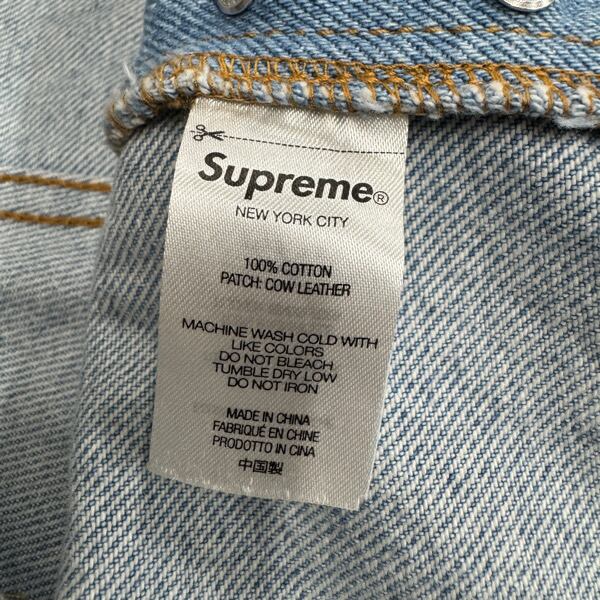 Supreme®
NEW YORK CITY
100% COTTON
PATCH: COW LEATHER
MACHINE WASH COLD WITH
LIKE COLORS
DO NOT BLEACH
TUMBLE DRY LOW
DO NOT IRON
MADE IN CHINA
FABRIQUÉ EN CHINE
PRODOTTO IN CINA
中国製